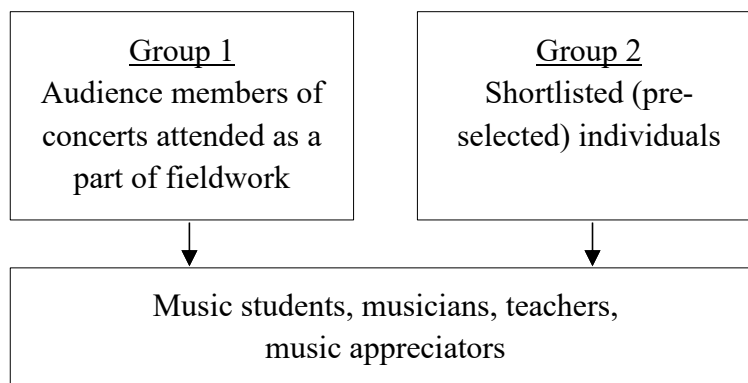 Group 1
Audience members of
concerts attended as a
part of fieldwork
Group 2
Shortlisted (pre-
selected) individuals
Music students, musicians, teachers,
music appreciators